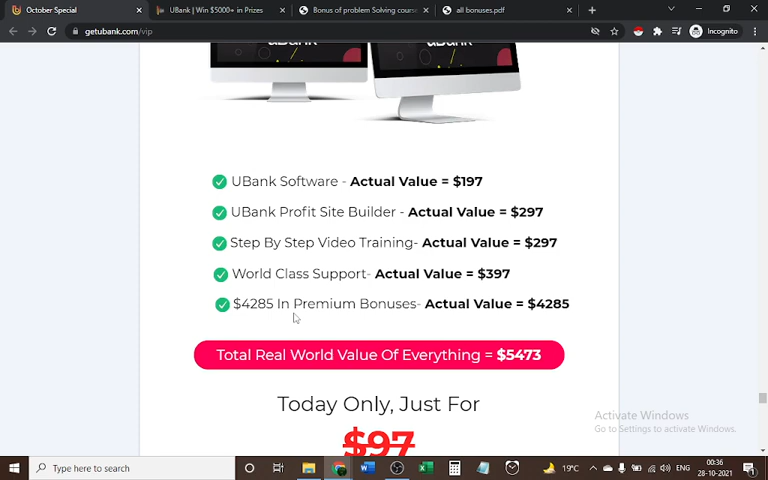 October Special
UBank | Win $5000+ in Prizes
Bonus of problem Solving course
all bonuses.pdf
getubank.com/vip
Incognito
uBank
uBank
UBank Software - Actual Value = $197
UBank Profit Site Builder - Actual Value = $297
Step By Step Video Training- Actual Value = $297
World Class Support- Actual Value = $397
$4285 In Premium Bonuses- Actual Value = $4285
Total Real World Value Of Everything = $5473
Today Only, Just For
$97
Activate Windows
Go to Settings to activate Windows.
Type here to search
19°C
ENG
00:36
28-10-2021